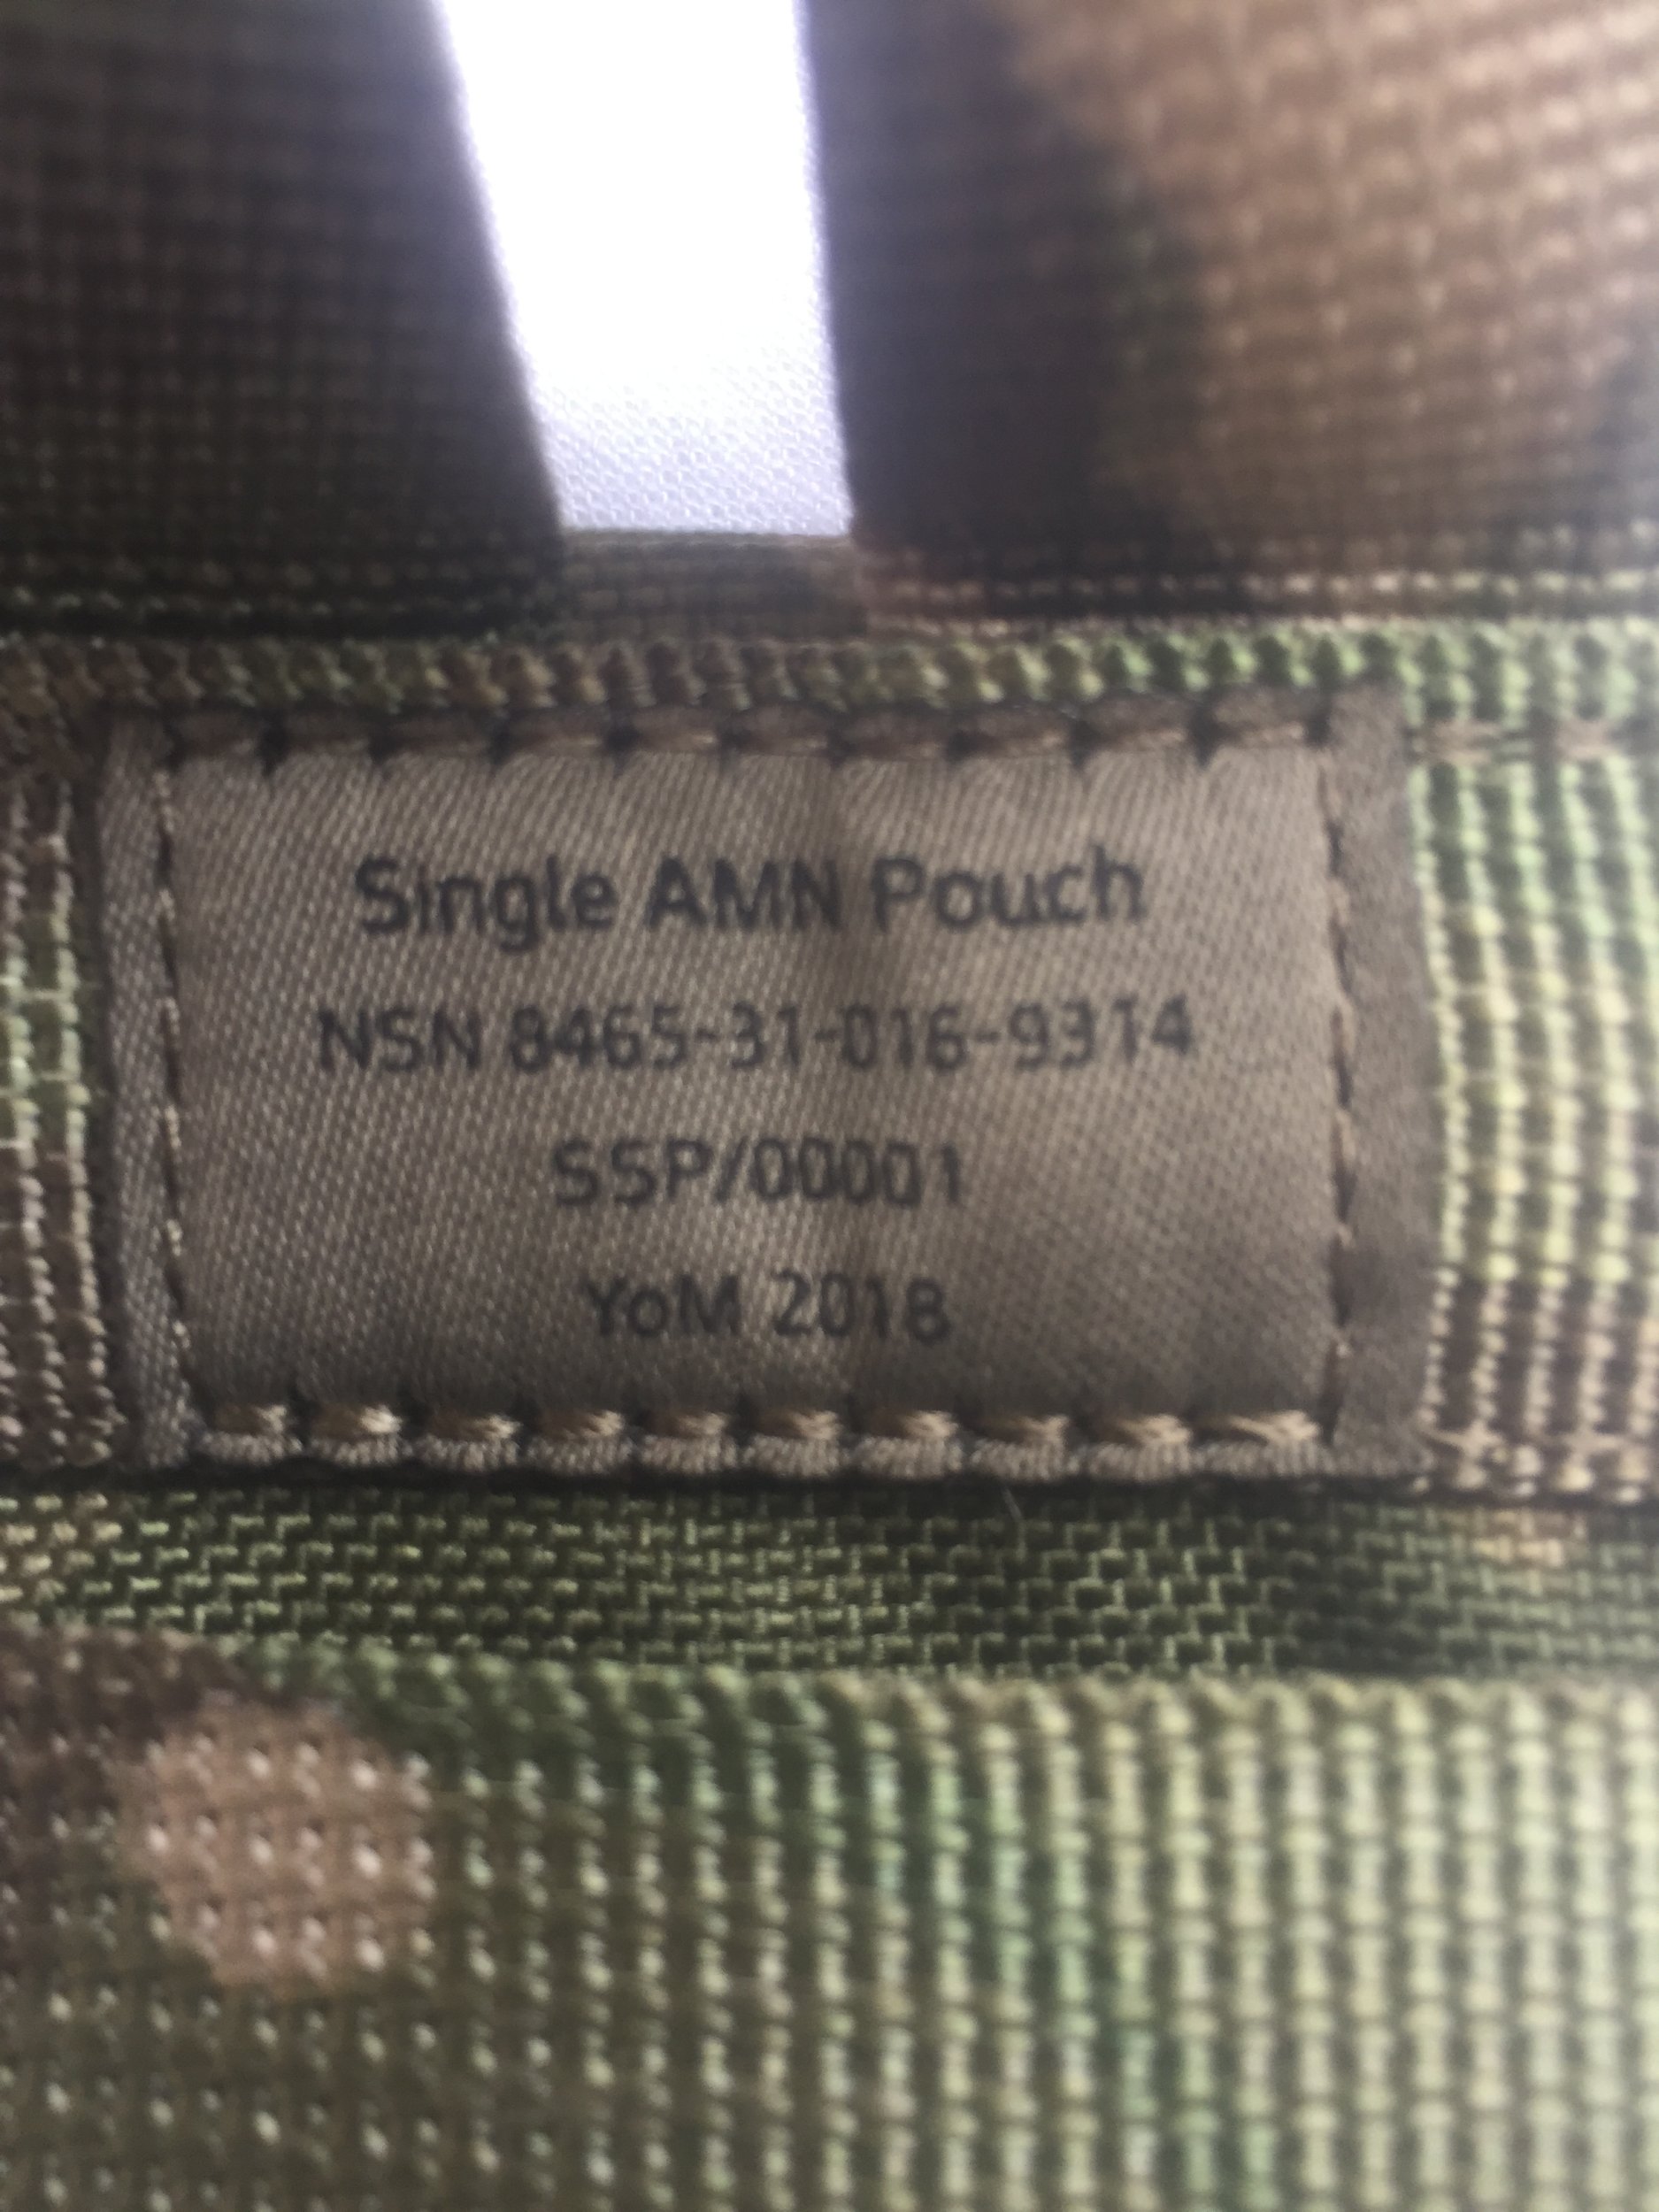 Single AMN Pouch
NSN 8465-31-016-9314
SSP/00001
YoM 2018